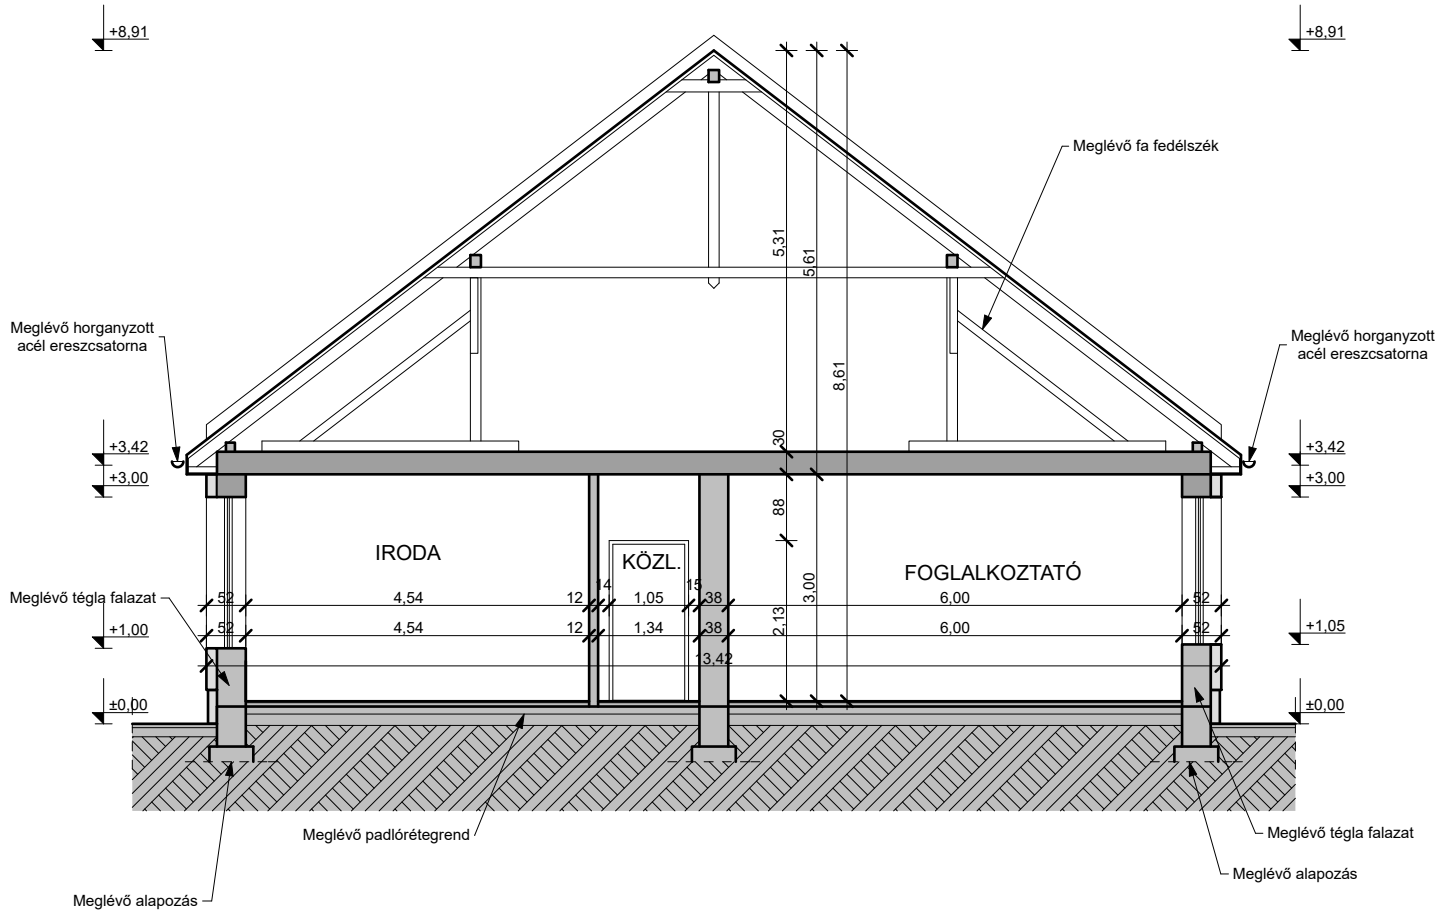 +8,91
+8,91
Meglévő fa fedélszék
5,31
5,61
8,61
Meglévő horganyzott
acél ereszcsatorna
Meglévő horganyzott
acél ereszcsatorna
30
+3,42
+3,42
+3,00
+3,00
88
IRODA
KÖZL.
FOGLALKOZTATÓ
14
15
Meglévő tégla falazat
52
4,54
12
1,05
38
3,00
6,00
52
+1,00
52
4,54
12
1,34
38
2,13
6,00
52
+1,05
13,42
±0,00
±0,00
Meglévő padlórétegrend
Meglévő tégla falazat
Meglévő alapozás
Meglévő alapozás